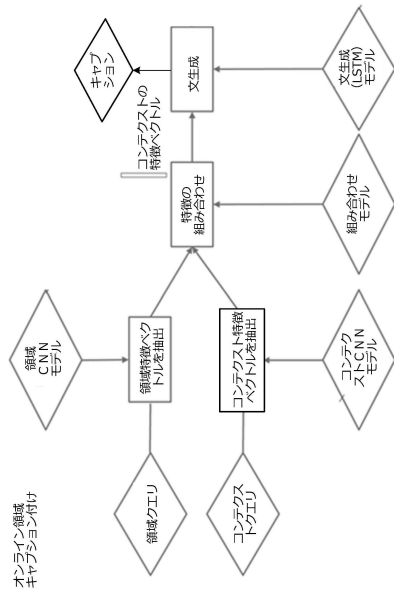 オンライン領域
キャプション付け
領域クエリ
コンテクス
トクエリ
領域
CNN
モデル
領域特徴ベク
トルを抽出
コンテクスト特徴
ベクトルを抽出
コンテク
ストCNN
モデル
特徴の
組み合わせ
組み合わせ
モデル
コンテクストの
特徴ベクトル
キャプ
ション
文生成
文生成
(LSTM)
モデル